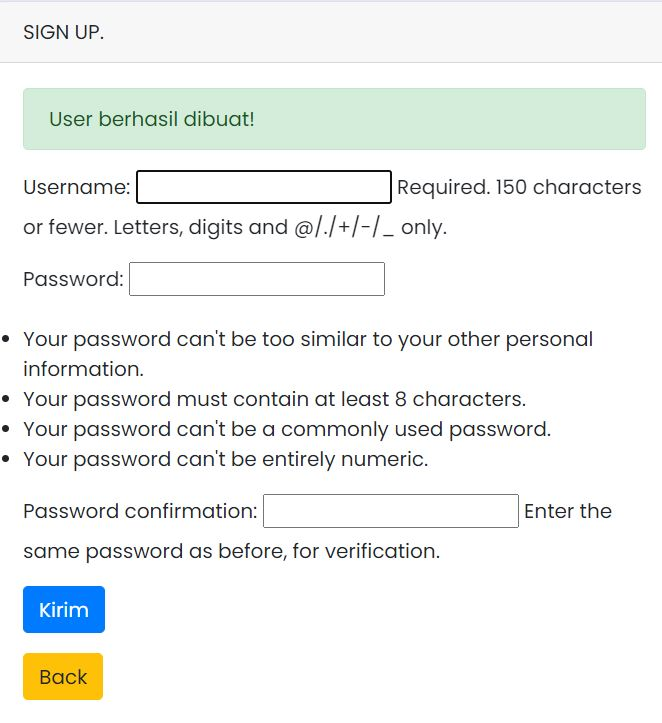 SIGN UP.
User berhasil dibuat!
Username: Required. 150 characters
or fewer. Letters, digits and @/./+/-/_ only.
Password:
• Your password can't be too similar to your other personal
information.
• Your password must contain at least 8 characters.
• Your password can't be a commonly used password.
• Your password can't be entirely numeric.
Password confirmation: Enter the
same password as before, for verification.
Kirim
Back